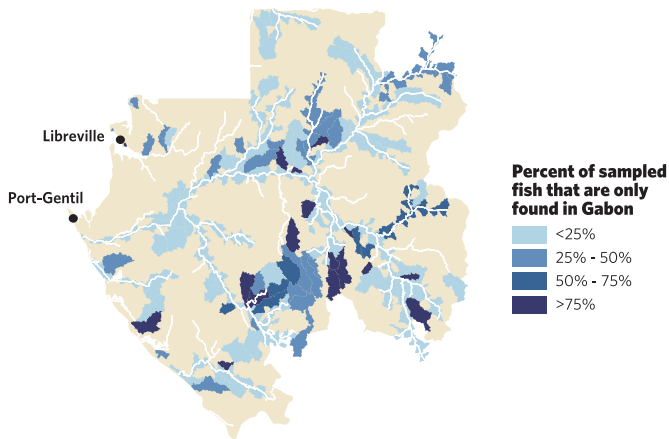 Libreville
Port-Gentil
Percent of sampled
fish that are only
found in Gabon
<25%
25% - 50%
50% - 75%
>75%